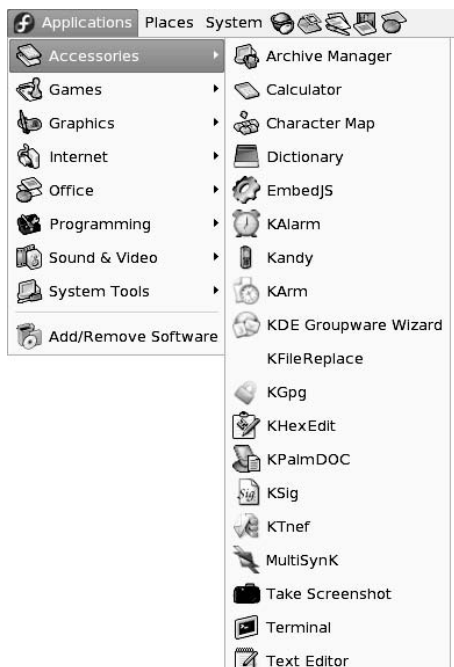 Applications Places System
Accessories
Games
Graphics
Internet
Office
Programming
Sound & Video
System Tools
Add/Remove Software
Archive Manager
Calculator
Character Map
Dictionary
EmbedJS
KAlarm
Kandy
KArm
KDE Groupware Wizard
KFileReplace
KGpg
KHexEdit
KPalmDOC
Sig
KSig
KTnef
MultiSynK
Take Screenshot
Terminal
Text Editor